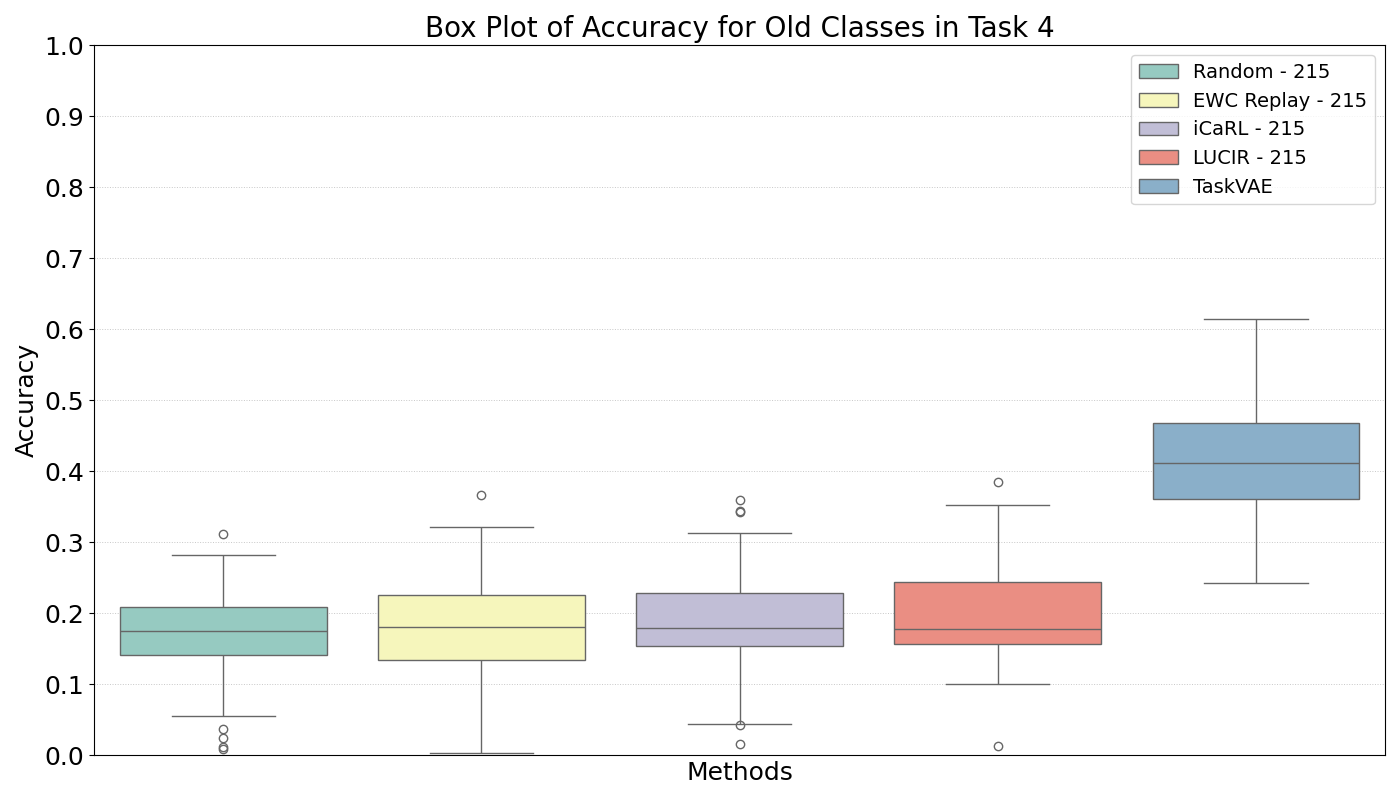 Box Plot of Accuracy for Old Classes in Task 4
1.0
0.9
0.8
0.7
0.6
0.5
0.4
0.3
0.2
0.1
0.0
Accuracy
Methods
Random - 215
EWC Replay - 215
iCaRL - 215
LUCIR - 215
TaskVAE